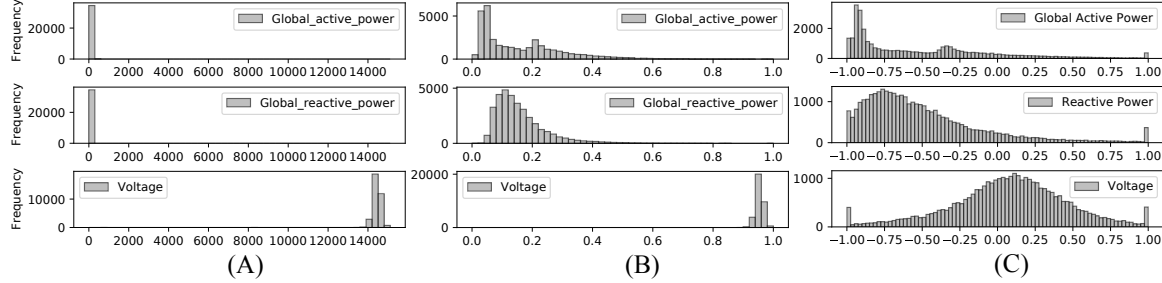 Frequency
20000
0
Global_active_power
0 2000 4000 6000 8000 10000 12000 14000
Frequency
20000
0
Global_reactive_power
0 2000 4000 6000 8000 10000 12000 14000
Frequency
10000
0
Voltage
0 2000 4000 6000 8000 10000 12000 14000
(A)
5000
0
Global_active_power
0.0 0.2 0.4 0.6 0.8 1.0
5000
0
Global_reactive_power
0.0 0.2 0.4 0.6 0.8 1.0
20000
0
Voltage
0.0 0.2 0.4 0.6 0.8 1.0
(B)
2000
0
Global Active Power
−1.00 −0.75 −0.50 −0.25 0.00 0.25 0.50 0.75 1.00
1000
0
Reactive Power
−1.00 −0.75 −0.50 −0.25 0.00 0.25 0.50 0.75 1.00
1000
0
Voltage
−1.00 −0.75 −0.50 −0.25 0.00 0.25 0.50 0.75 1.00
(C)